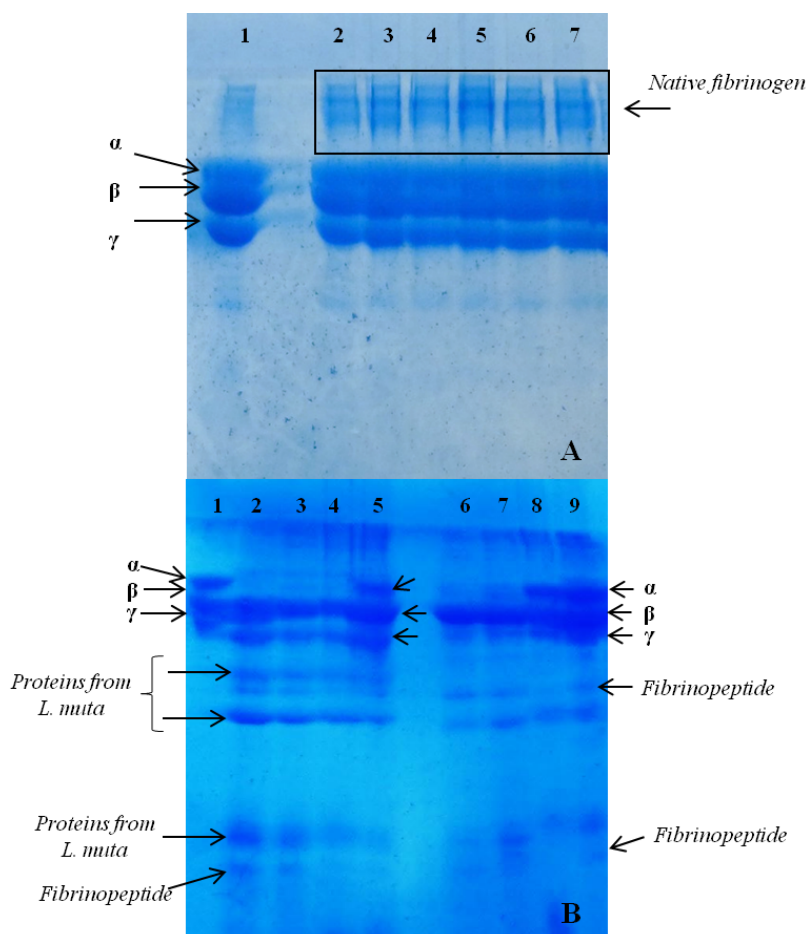 1 2 3 4 5 6 7
Native fibrinogen
α
β
γ
A
1 2 3 4 5 6 7 8 9
α
β
γ
α
β
γ
Proteins from
L. muta
Fibrinopeptide
Proteins from
L. muta
Fibrinopeptide
Fibrinopeptide
B